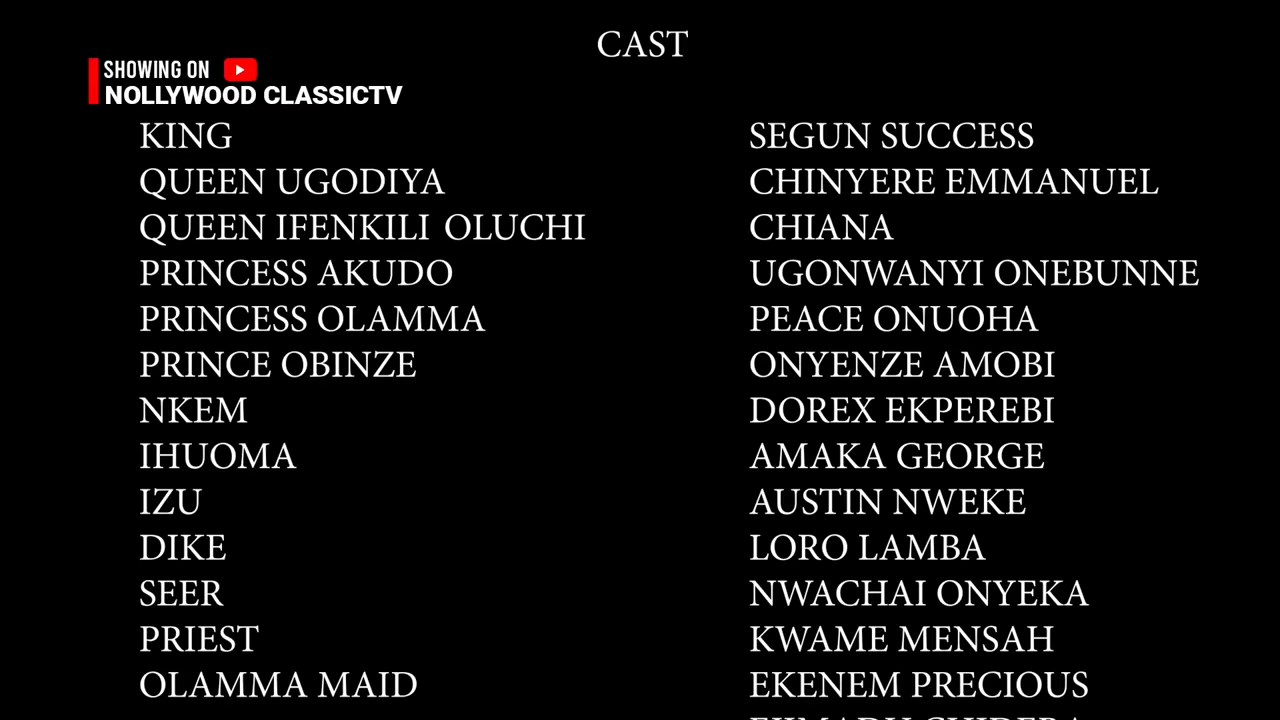 CAST
SHOWING ON
NOLLYWOOD CLASSICTV
KING SEGUN SUCCESS
QUEEN UGODIYA CHINYERE EMMANUEL
QUEEN IFENKILI OLUCHI CHIANA
PRINCESS AKUDO UGONWANYI ONEBUNNE
PRINCESS OLAMMA PEACE ONUOHA
PRINCE OBINZE ONYENZE AMOBI
NKEM DOREX EKPEREBI
IHUOMA AMAKA GEORGE
IZU AUSTIN NWEKE
DIKE LORO LAMBA
SEER NWACHAI ONYEKA
PRIEST KWAME MENSAH
OLAMMA MAID EKENEM PRECIOUS